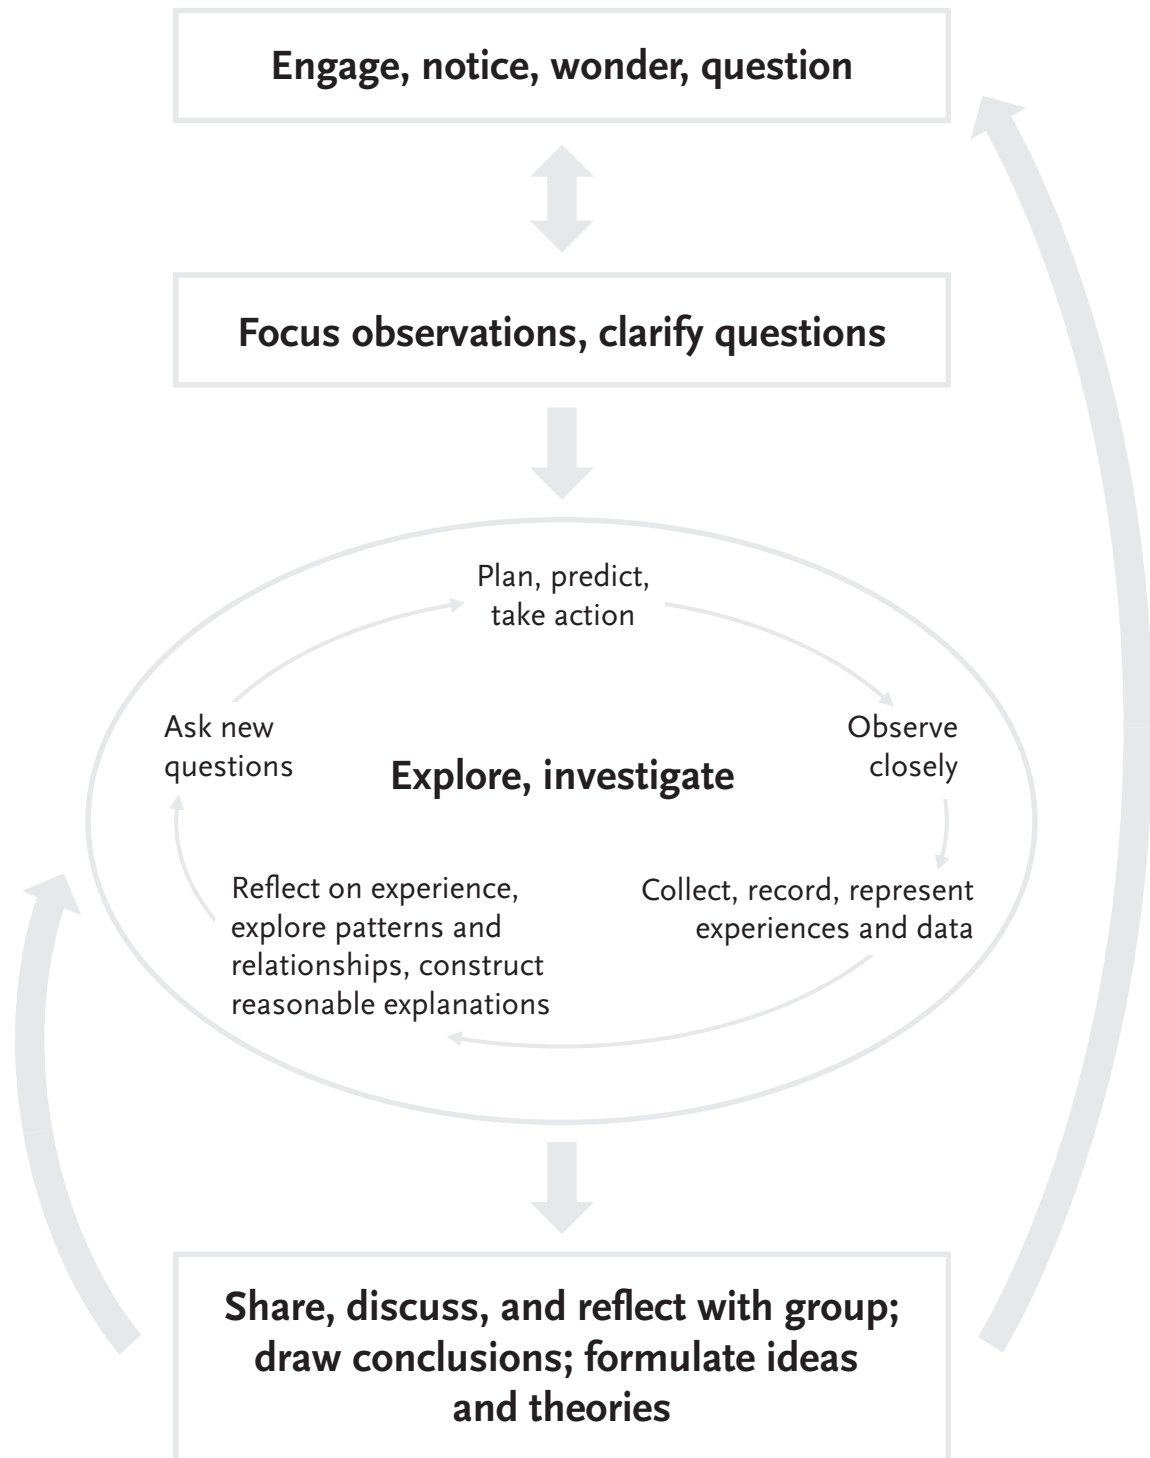 Engage, notice, wonder, question
Focus observations, clarify questions
Plan, predict,
take action
Ask new
questions
Observe
closely
Explore, investigate
Reflect on experience,
explore patterns and
relationships, construct
reasonable explanations
Collect, record, represent
experiences and data
Share, discuss, and reflect with group;
draw conclusions; formulate ideas
and theories